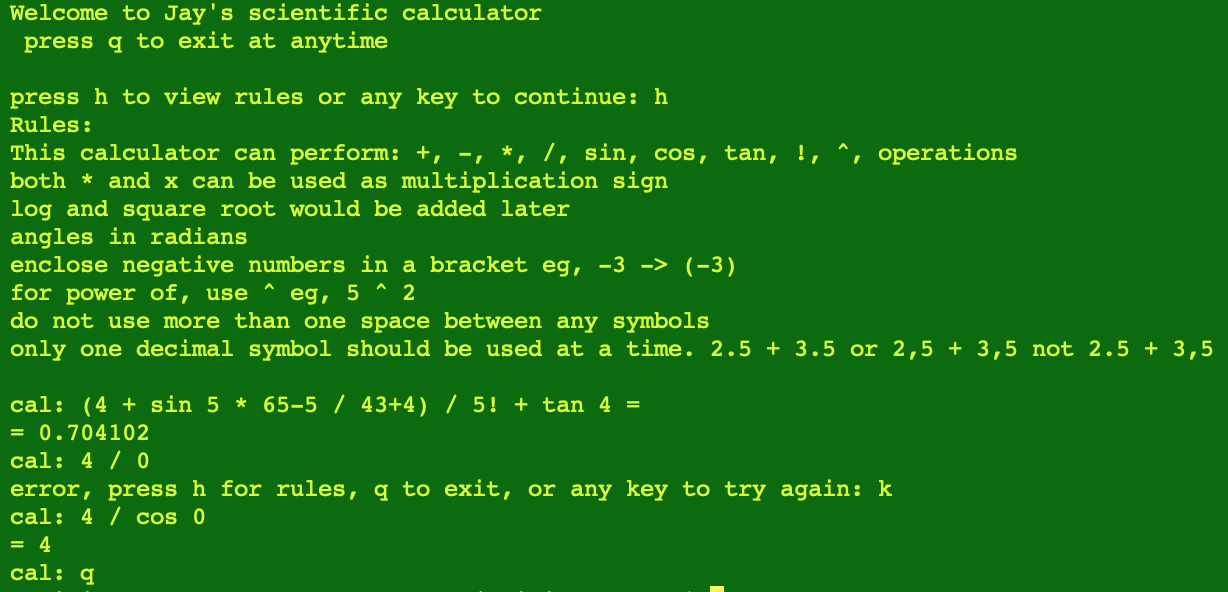 Welcome to Jay's scientific calculator
press q to exit at anytime
press h to view rules or any key to continue: h
Rules:
This calculator can perform: +, -, *, /, sin, cos, tan, !, ^, operations
both * and x can be used as multiplication sign
log and square root would be added later
angles in radians
enclose negative numbers in a bracket eg, -3 -> (-3)
for power of, use ^ eg, 5 ^ 2
do not use more than one space between any symbols
only one decimal symbol should be used at a time. 2.5 + 3.5 or 2,5 + 3,5 not 2.5 + 3,5
cal: (4 + sin 5 * 65-5 / 43+4) / 5! + tan 4 =
= 0.704102
cal: 4 / 0
error, press h for rules, q to exit, or any key to try again: k
cal: 4 / cos 0
= 4
cal: q